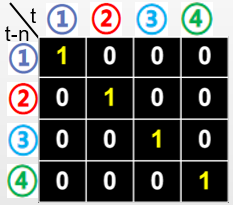 t
t-n
① ② ③ ④
① 1 0 0 0
② 0 1 0 0
③ 0 0 1 0
④ 0 0 0 1